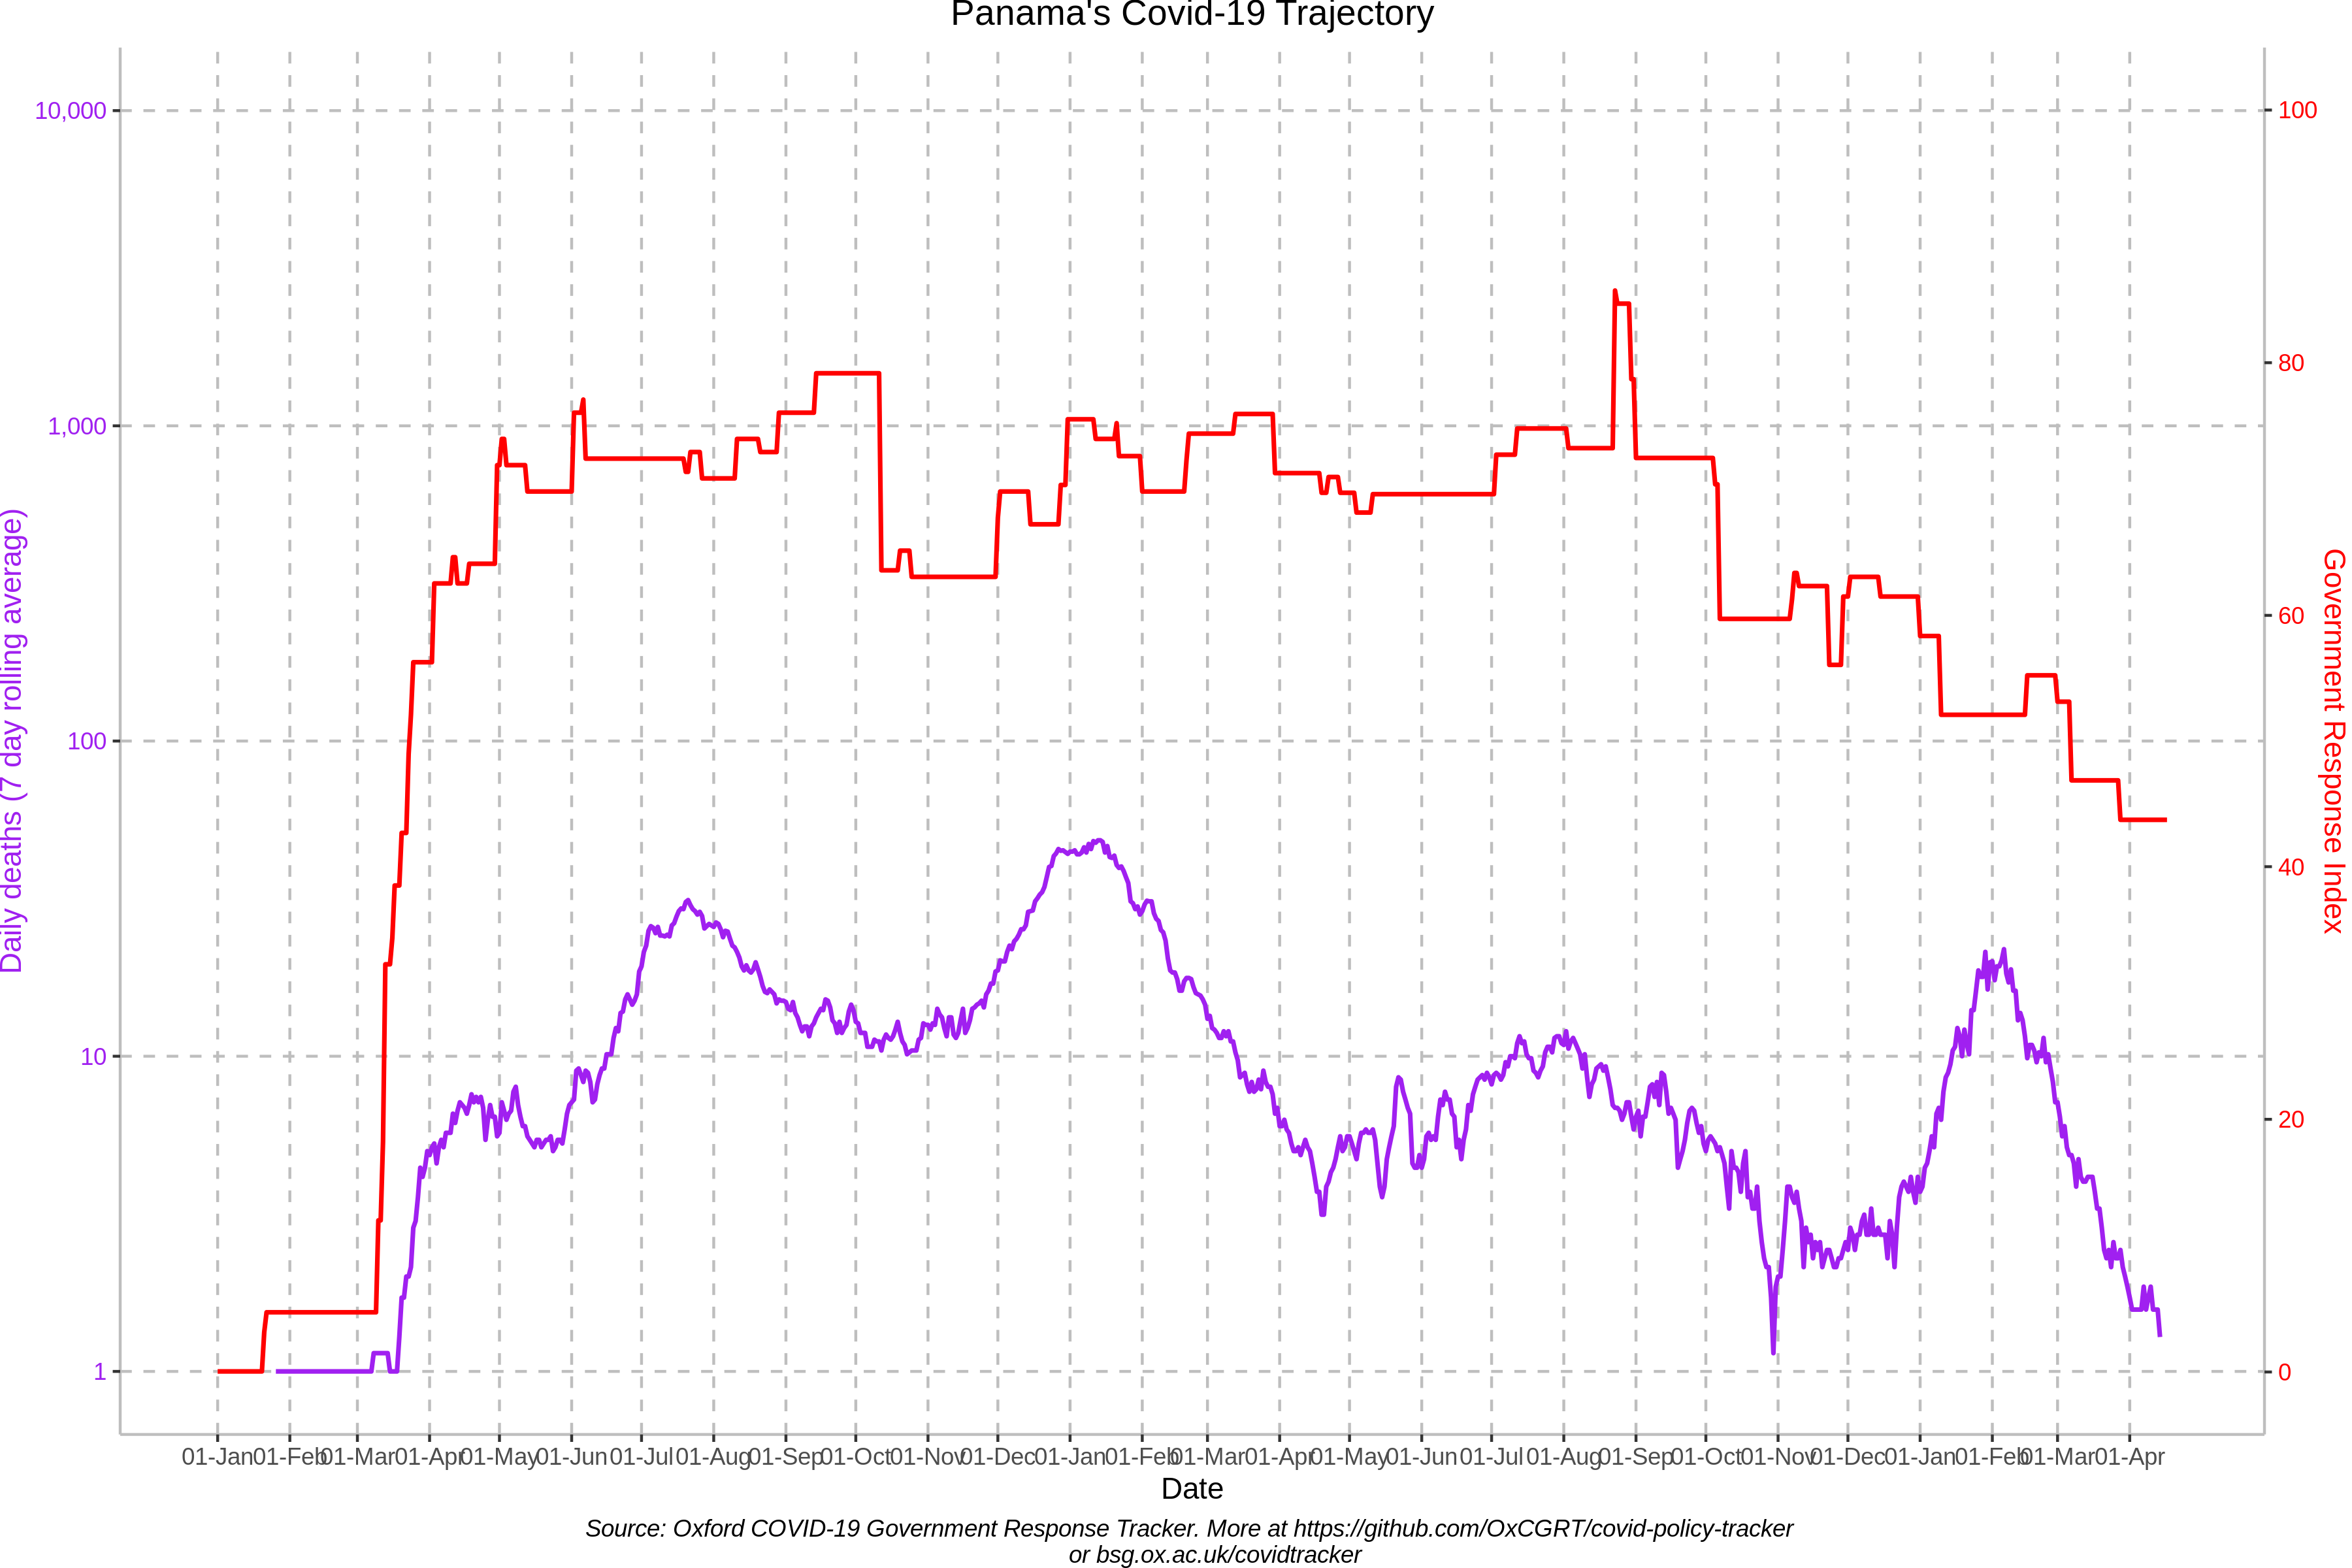 Panama's Covid-19 Trajectory
10,000
1,000
100
10
1
Daily deaths (7 day rolling average)
100
80
60
40
20
0
Government Response Index
01-Jan 01-Feb 01-Mar 01-Apr 01-May 01-Jun 01-Jul 01-Aug 01-Sep 01-Oct 01-Nov 01-Dec 01-Jan 01-Feb 01-Mar 01-Apr 01-May 01-Jun 01-Jul 01-Aug 01-Sep 01-Oct 01-Nov 01-Dec 01-Jan 01-Feb 01-Mar 01-Apr
Date
Source: Oxford COVID-19 Government Response Tracker. More at https://github.com/OxCGRT/covid-policy-tracker
or bsg.ox.ac.uk/covidtracker